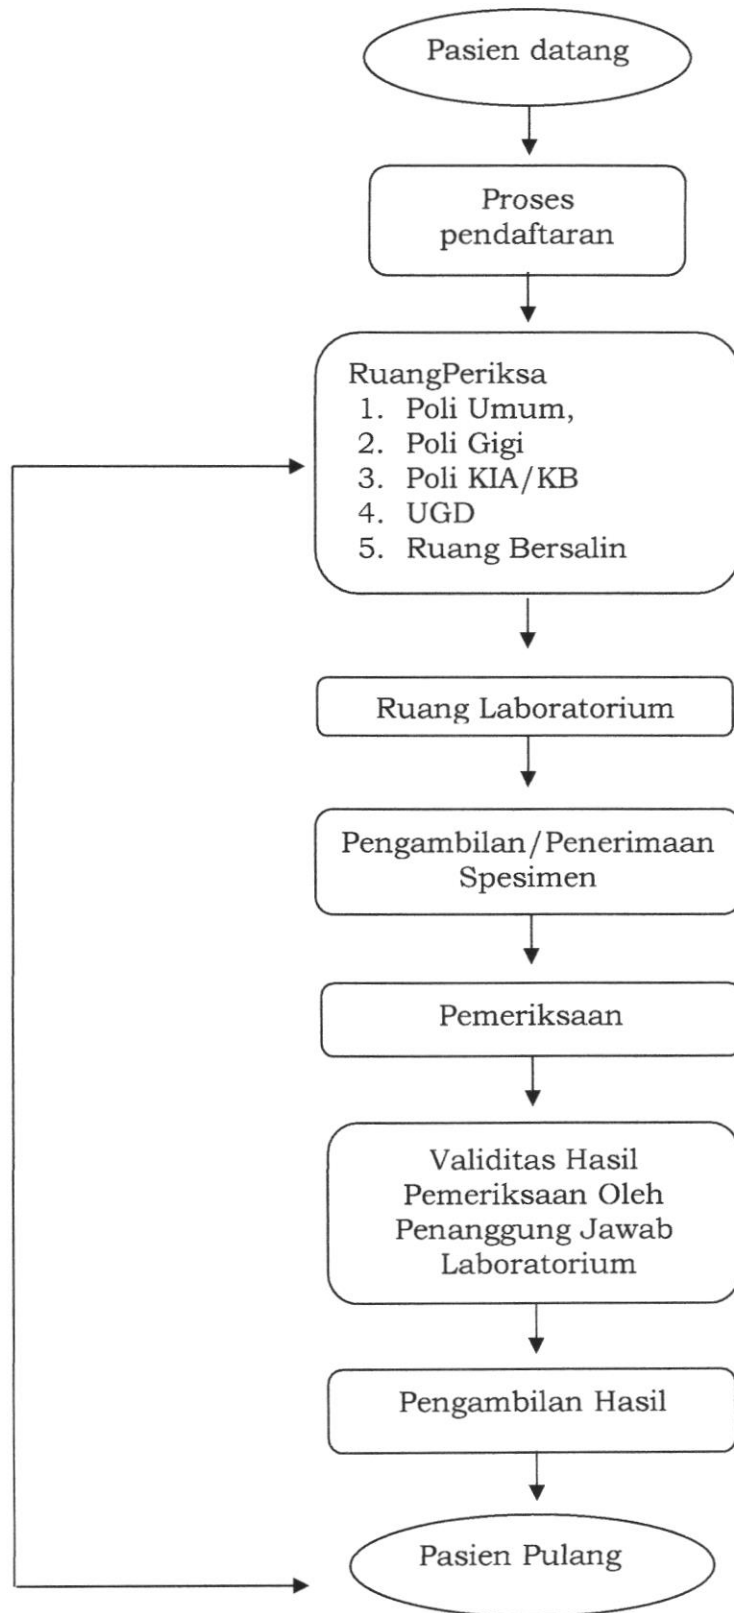 Pasien datang
Proses
pendaftaran
RuangPeriksa
1. Poli Umum,
2. Poli Gigi
3. Poli KIA/KB
4. UGD
5. Ruang Bersalin
Ruang Laboratorium
Pengambilan/Penerimaan
Spesimen
Pemeriksaan
Validitas Hasil
Pemeriksaan Oleh
Penanggung Jawab
Laboratorium
Pengambilan Hasil
Pasien Pulang